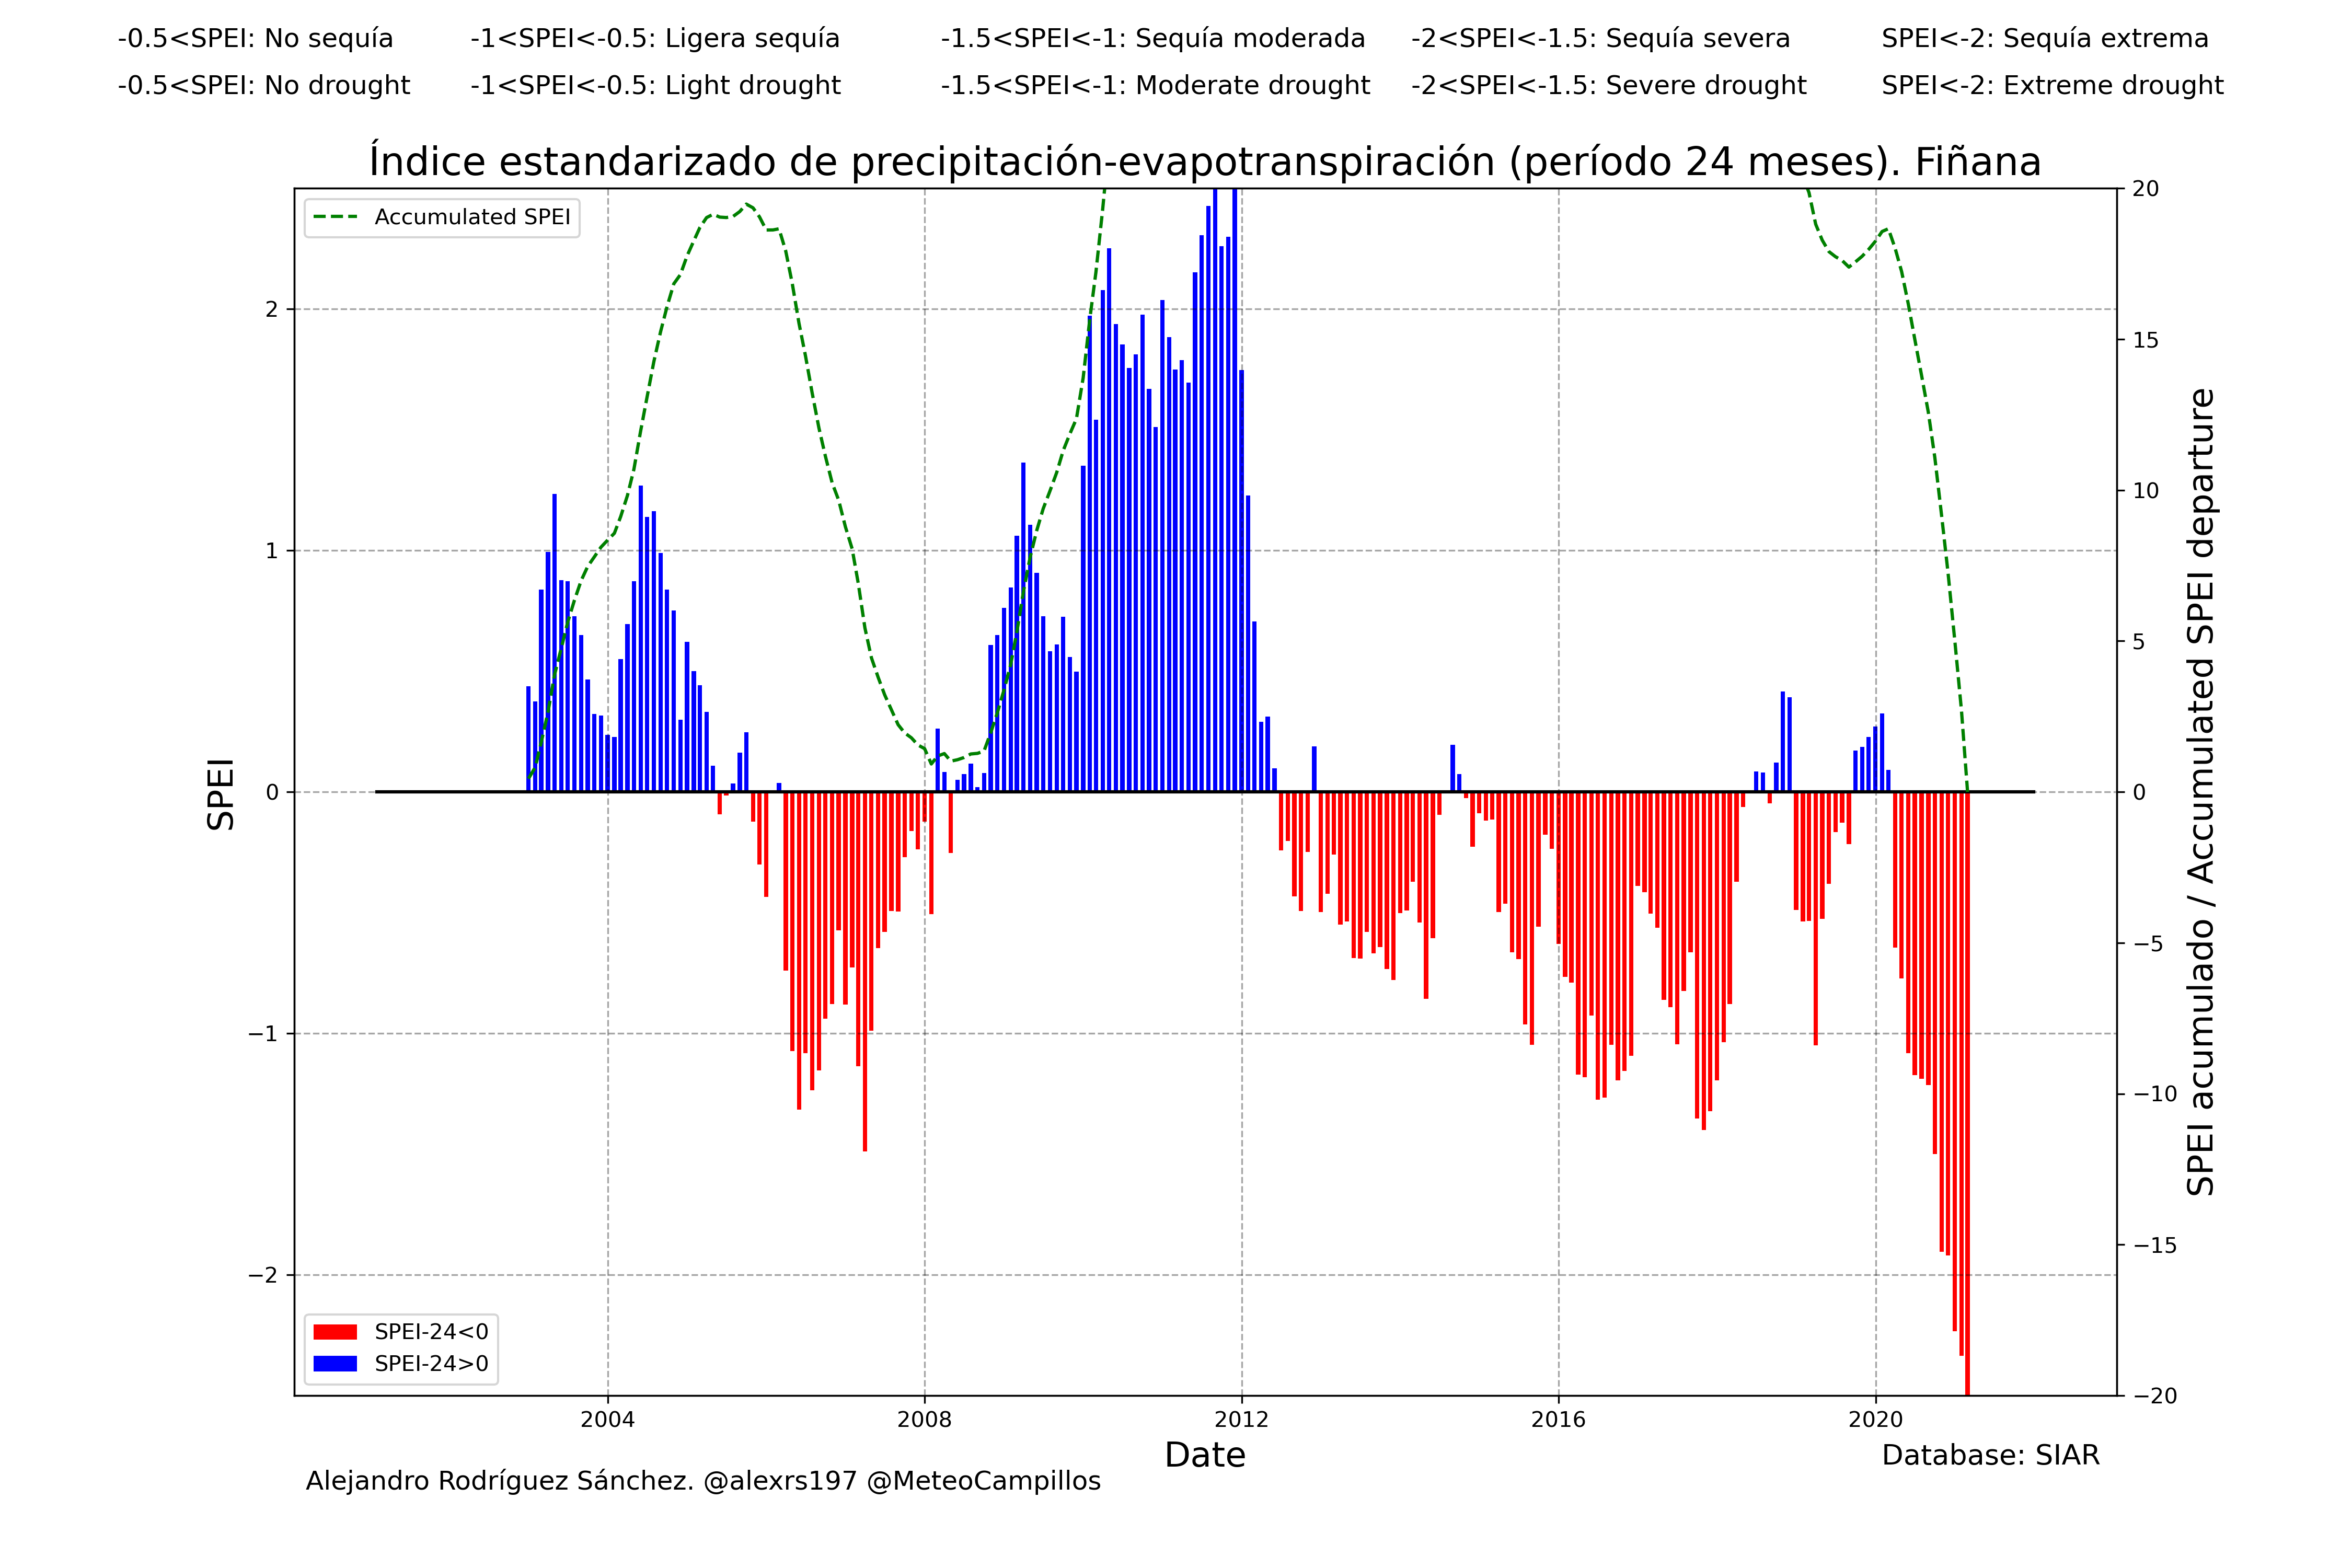 -0.5<SPEI: No sequía -1<SPEI<-0.5: Ligera sequía -1.5<SPEI<-1: Sequía moderada -2<SPEI<-1.5: Sequía severa SPEI<-2: Sequía extrema
-0.5<SPEI: No drought -1<SPEI<-0.5: Light drought -1.5<SPEI<-1: Moderate drought -2<SPEI<-1.5: Severe drought SPEI<-2: Extreme drought
Índice estandarizado de precipitación-evapotranspiración (período 24 meses). Fiñana
Accumulated SPEI
2
1
0
−1
−2
SPEI
20
15
10
5
0
−5
−10
−15
−20
SPEI acumulado / Accumulated SPEI departure
SPEI-24<0
SPEI-24>0
2004 2008 2012 2016 2020
Date
Database: SIAR
Alejandro Rodríguez Sánchez. @alexrs197 @MeteoCampillos